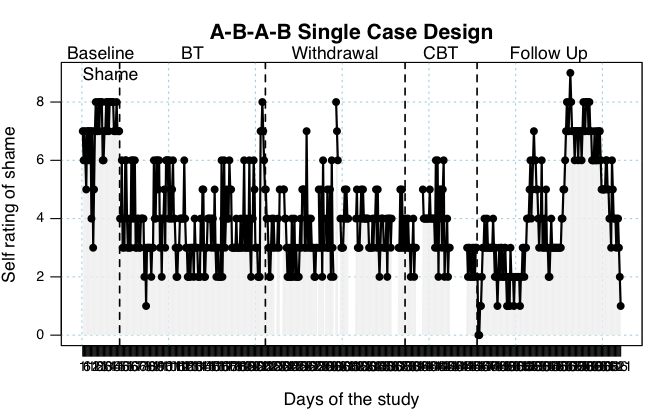 A-B-A-B Single Case Design
Baseline BT Withdrawal CBT Follow Up
Shame
Self rating of shame
8
6
4
2
0
Days of the study